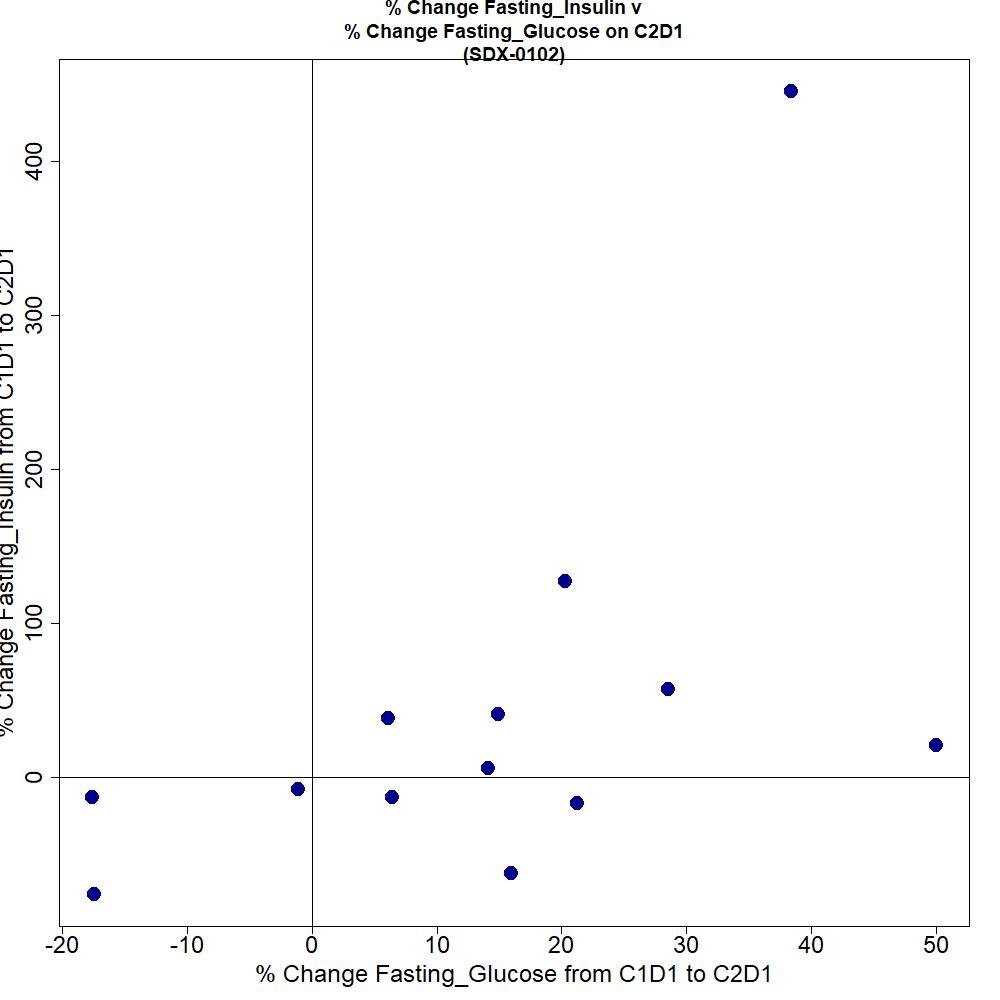 % Change Fasting_Insulin v
% Change Fasting_Glucose on C2D1
(SDX-0102)
% Change Fasting_Insulin from C1D1 to C2D1
400
300
200
100
0
-20 -10 0 10 20 30 40 50
% Change Fasting_Glucose from C1D1 to C2D1